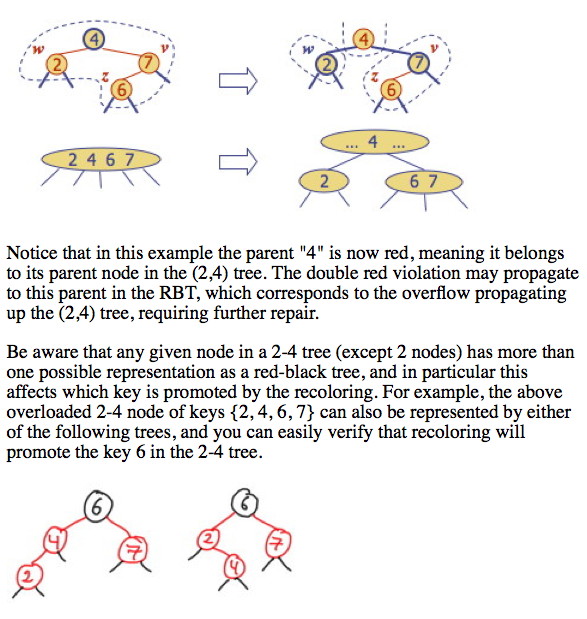 4
w
v
2
7
z
6
4
w
v
2
7
z
6
2 4 6 7
... 4 ...
2
6 7
Notice that in this example the parent "4" is now red, meaning it belongs
to its parent node in the (2,4) tree. The double red violation may propagate
to this parent in the RBT, which corresponds to the overflow propagating
up the (2,4) tree, requiring further repair.
Be aware that any given node in a 2-4 tree (except 2 nodes) has more than
one possible representation as a red-black tree, and in particular this
affects which key is promoted by the recoloring. For example, the above
overloaded 2-4 node of keys {2, 4, 6, 7} can also be represented by either
of the following trees, and you can easily verify that recoloring will
promote the key 6 in the 2-4 tree.
6
4
7
2
6
2
7
4